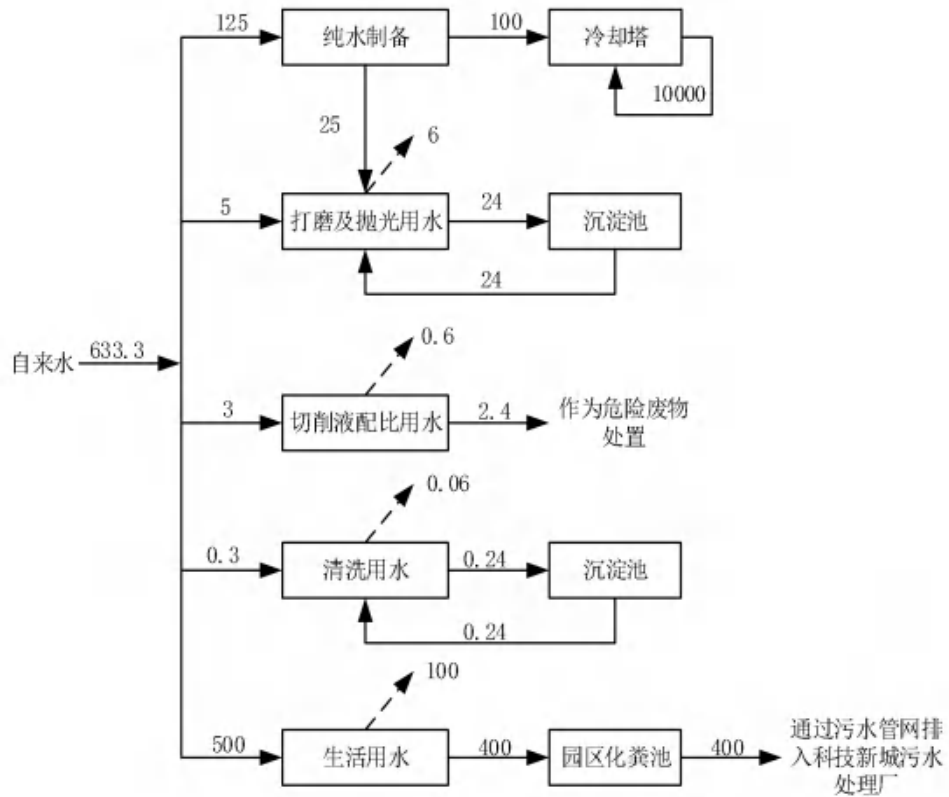 125
纯水制备
100
冷却塔
10000
25
6
5
打磨及抛光用水
24
沉淀池
24
自来水
633.3
0.6
3
切削液配比用水
2.4
作为危险废物
处置
0.06
0.3
清洗用水
0.24
沉淀池
0.24
100
500
生活用水
400
园区化粪池
400
通过污水管网排
入科技新城污水
处理厂